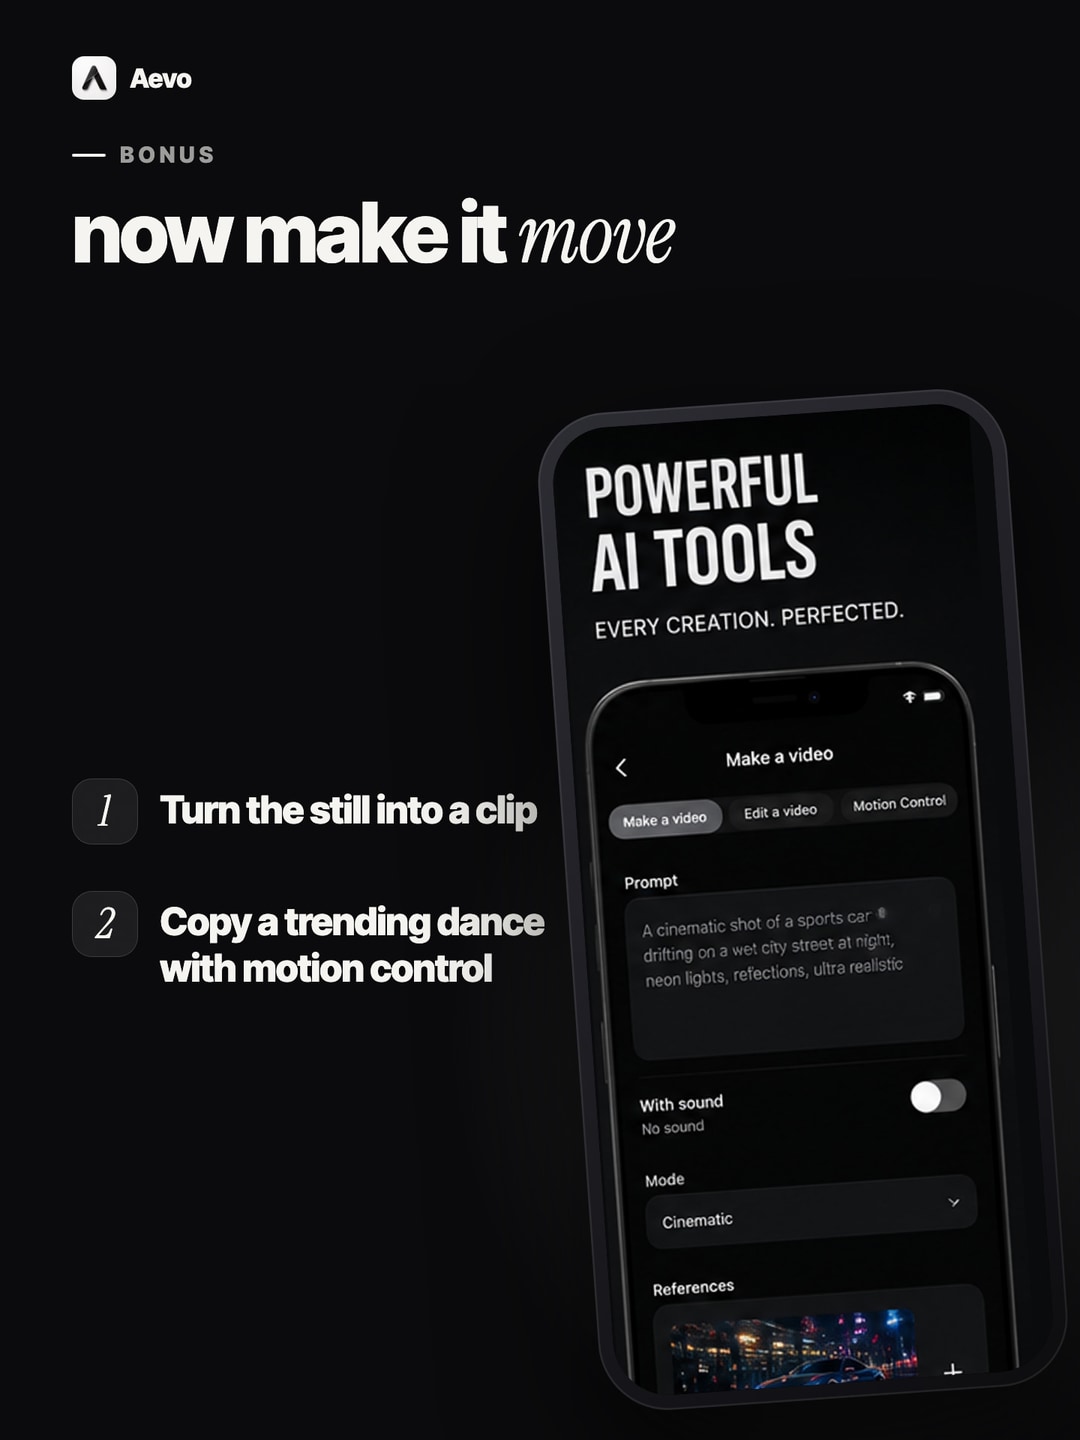 Aevo
BONUS
now make it move
1 Turn the still into a clip
2 Copy a trending dance
with motion control
POWERFUL
AI TOOLS
EVERY CREATION. PERFECTED.
Make a video
Make a video Edit a video Motion Control
Prompt
A cinematic shot of a sports car
drifting on a wet city street at night,
neon lights, refections, ultra realistic
With sound
No sound
Mode
Cinematic
References